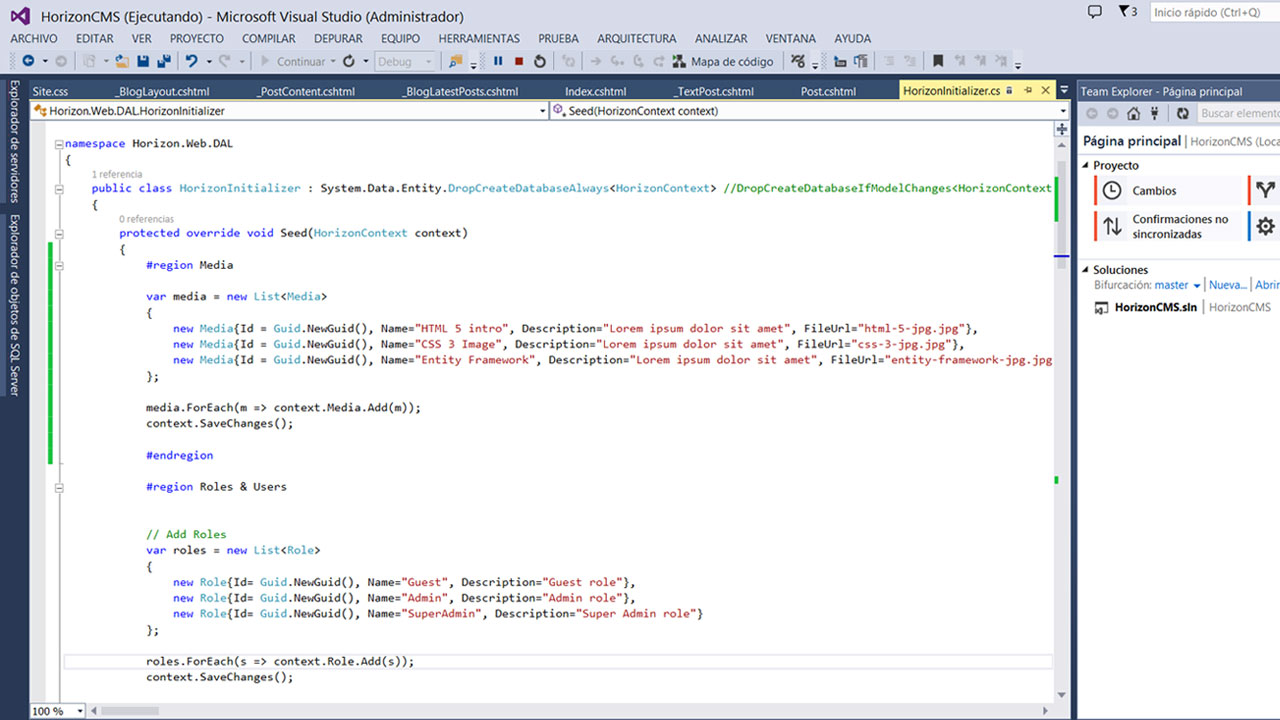 HorizonCMS (Ejecutando) - Microsoft Visual Studio (Administrador)
3
Inicio rápido (Ctrl+Q)
ARCHIVO EDITAR VER PROYECTO COMPILAR DEPURAR EQUIPO HERRAMIENTAS PRUEBA ARQUITECTURA ANALIZAR VENTANA AYUDA
Continuar Debug Mapa de código
Explorador de servidores
Explorador de objetos de SQL Server
Site.css _BlogLayout.cshtml _PostContent.cshtml _BlogLatestPosts.cshtml Index.cshtml _TextPost.cshtml Post.cshtml HorizonInitializer.cs
Horizon.Web.DAL.HorizonInitializer Seed(HorizonContext context)
namespace Horizon.Web.DAL
{
1 referencia
public class HorizonInitializer : System.Data.Entity.DropCreateDatabaseAlways<HorizonContext> //DropCreateDatabaseIfModelChanges<HorizonContext
{
0 referencias
protected override void Seed(HorizonContext context)
{
#region Media
var media = new List<Media>
{
new Media{Id = Guid.NewGuid(), Name="HTML 5 intro", Description="Lorem ipsum dolor sit amet", FileUrl="html-5-jpg.jpg"},
new Media{Id = Guid.NewGuid(), Name="CSS 3 Image", Description="Lorem ipsum dolor sit amet", FileUrl="css-3-jpg.jpg"},
new Media{Id = Guid.NewGuid(), Name="Entity Framework", Description="Lorem ipsum dolor sit amet", FileUrl="entity-framework-jpg.jpg
};
media.ForEach(m => context.Media.Add(m));
context.SaveChanges();
#endregion
#region Roles & Users
// Add Roles
var roles = new List<Role>
{
new Role{Id= Guid.NewGuid(), Name="Guest", Description="Guest role"},
new Role{Id= Guid.NewGuid(), Name="Admin", Description="Admin role"},
new Role{Id= Guid.NewGuid(), Name="SuperAdmin", Description="Super Admin role"}
};
roles.ForEach(s => context.Role.Add(s));
context.SaveChanges();
100 %
Team Explorer - Página principal
Buscar elemento
Página principal | HorizonCMS (Loca
Proyecto
Cambios
Confirmaciones no
sincronizadas
Soluciones
Bifurcación: master | Nueva... | Abrir
HorizonCMS.sln | HorizonCMS